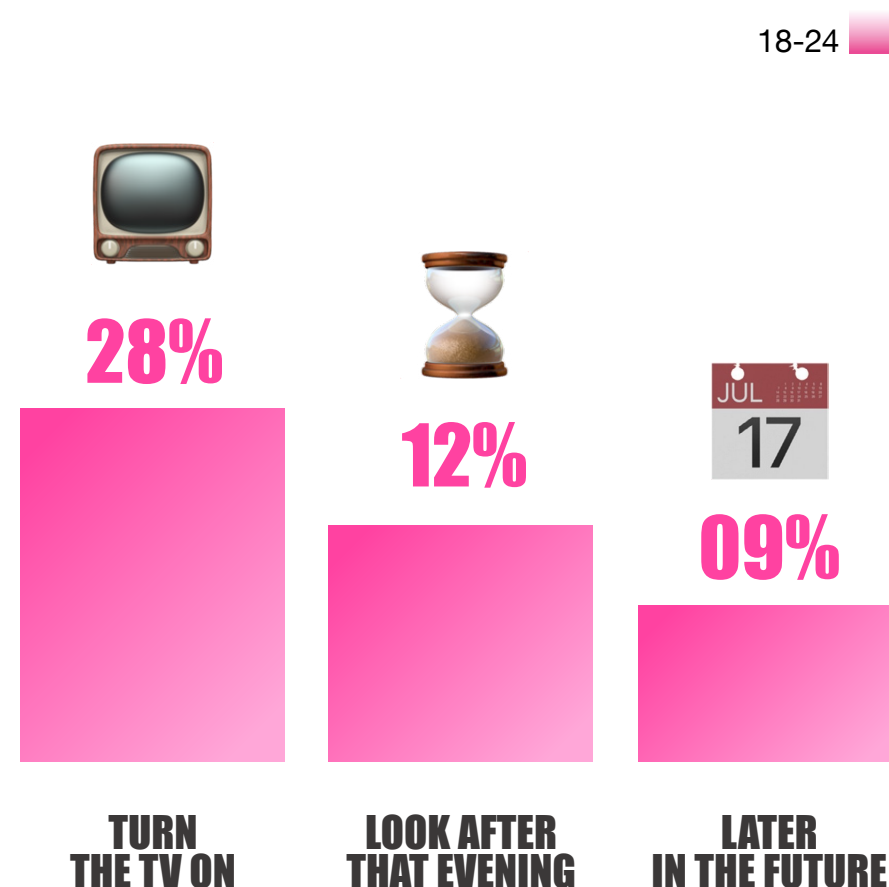 18-24
28%
12%
JUL
17
09%
TURN
THE TV ON
LOOK AFTER
THAT EVENING
LATER
IN THE FUTURE